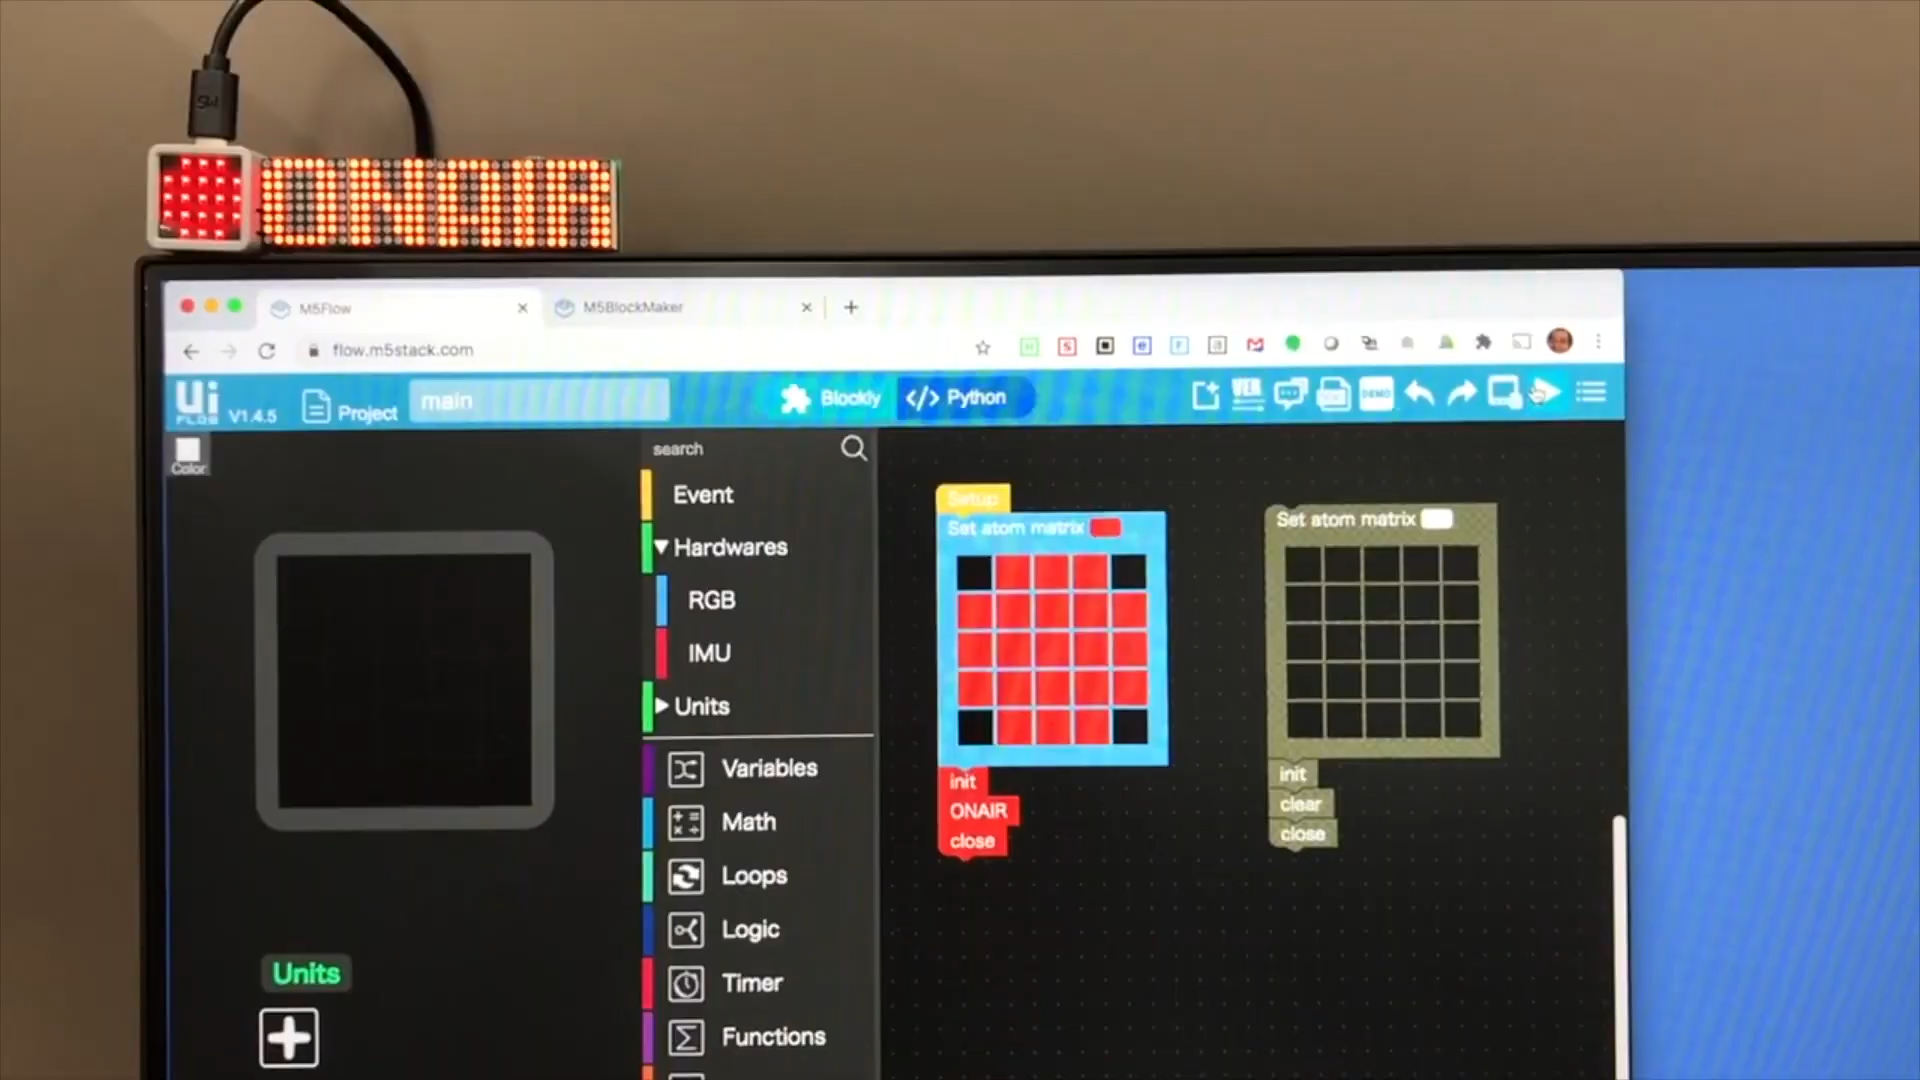 ONAIR
M5Flow
M5BlockMaker
flow.m5stack.com
Ui
FLOW
V1.4.5
Project
main
Blockly
</> Python
VER
DEMO
Color
search
Event
Hardwares
RGB
IMU
Units
Variables
Math
Loops
Logic
Timer
Functions
Units
Setup
Set atom matrix
init
ONAIR
close
Set atom matrix
init
clear
close